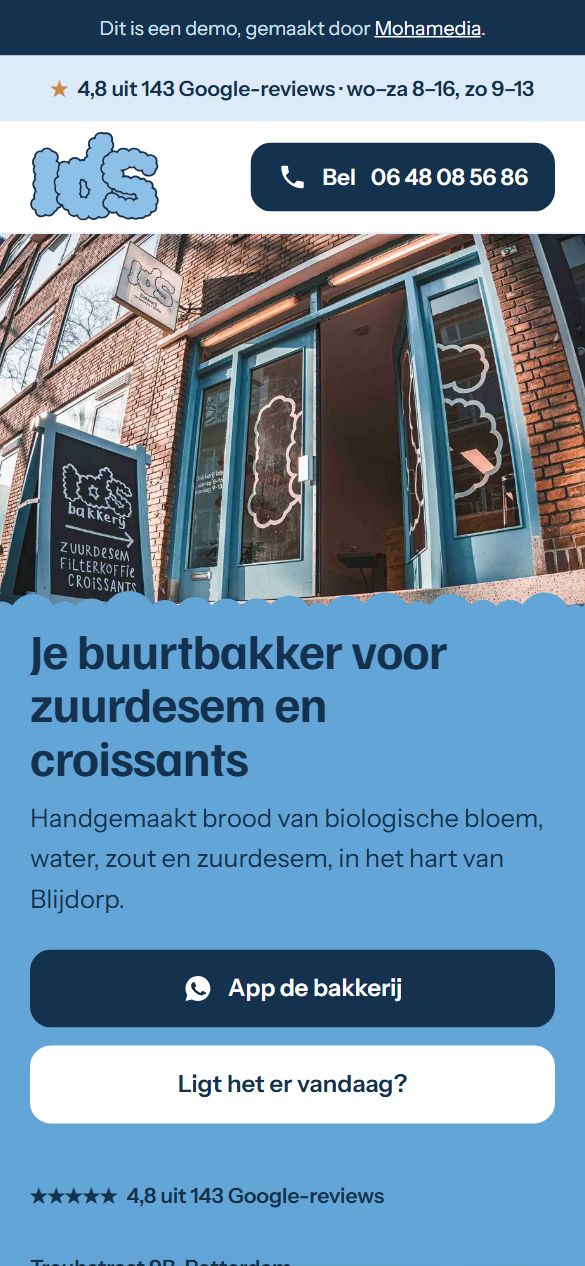 Dit is een demo, gemaakt door Mohamedia.
★ 4,8 uit 143 Google-reviews · wo–za 8–16, zo 9–13
Ids
Bel 06 48 08 56 86
Ids
Ids
bakkerij
ZUURDESEM
FILTERKOFFIE
CROISSANTS
Je buurtbakker voor
zuurdesem en
croissants
Handgemaakt brood van biologische bloem,
water, zout en zuurdesem, in het hart van
Blijdorp.
App de bakkerij
Ligt het er vandaag?
★★★★★ 4,8 uit 143 Google-reviews